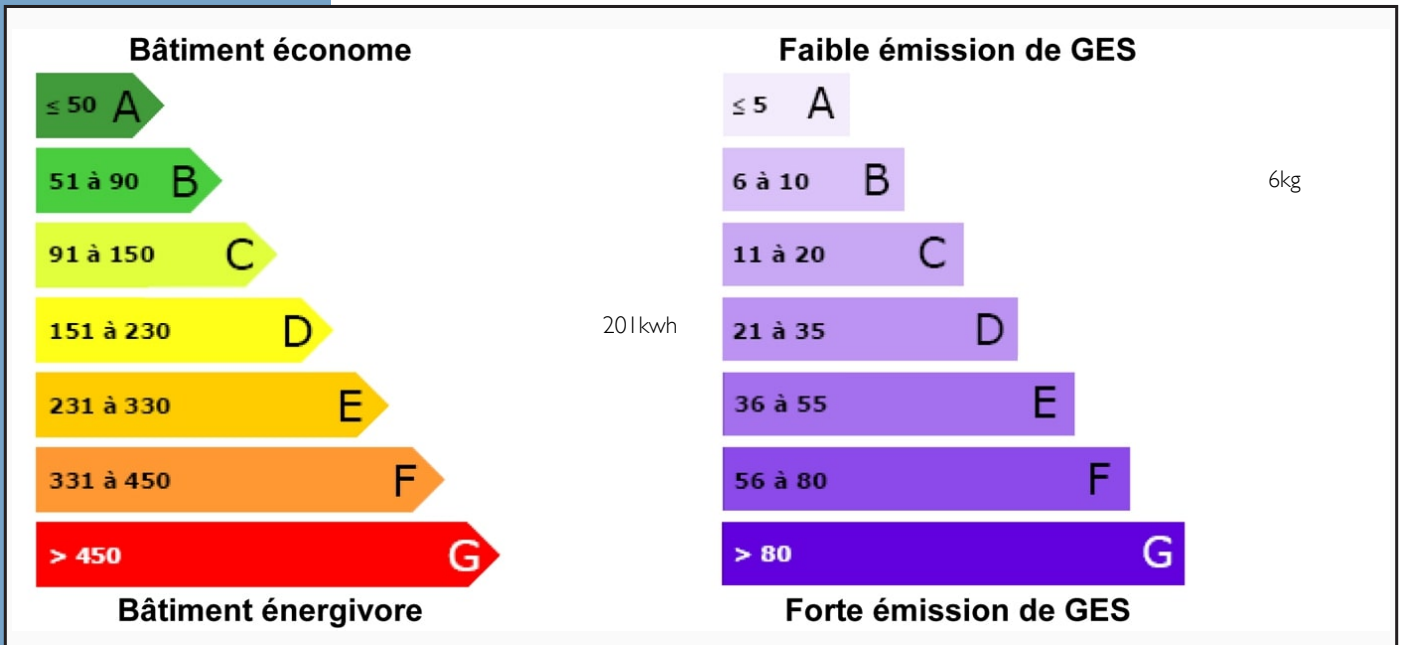 Bâtiment économe
≤ 50 A
51 à 90 B
91 à 150 C
151 à 230 D
201kwh
231 à 330 E
331 à 450 F
> 450 G
Bâtiment énergivore
Faible émission de GES
≤ 5 A
6 à 10 B
6kg
11 à 20 C
21 à 35 D
36 à 55 E
56 à 80 F
> 80 G
Forte émission de GES